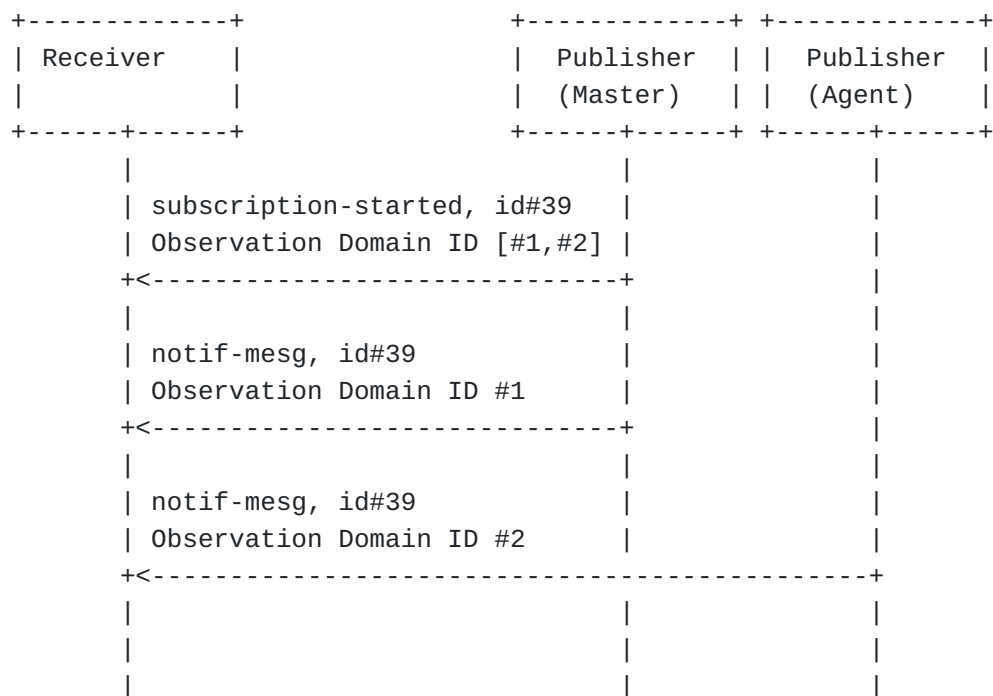 Receiver Publisher Publisher
(Master) (Agent)
subscription-started, id#39
Observation Domain ID [#1,#2]
notif-mesg, id#39
Observation Domain ID #1
notif-mesg, id#39
Observation Domain ID #2